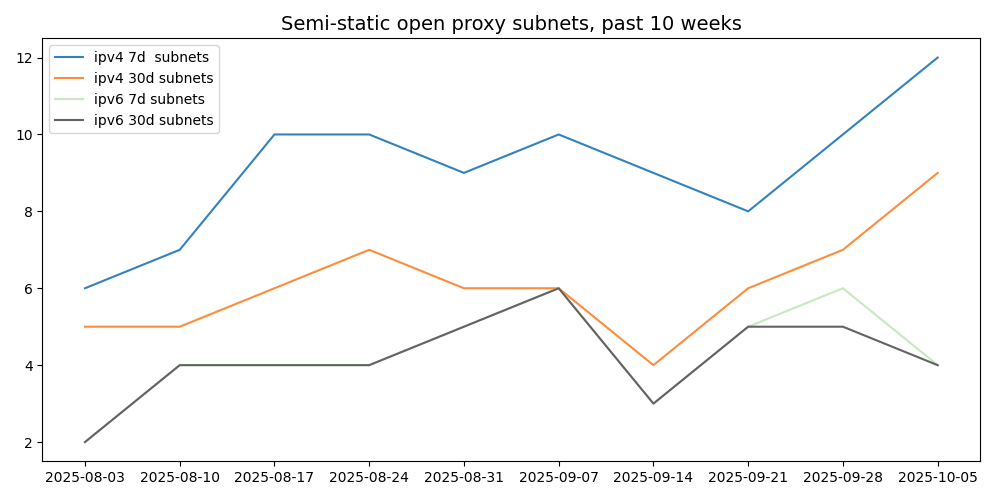 Semi-static open proxy subnets, past 10 weeks
ipv4 7d  subnets
ipv4 30d subnets
ipv6 7d subnets
ipv6 30d subnets
12
10
8
6
4
2
2025-08-03 2025-08-10 2025-08-17 2025-08-24 2025-08-31 2025-09-07 2025-09-14 2025-09-21 2025-09-28 2025-10-05